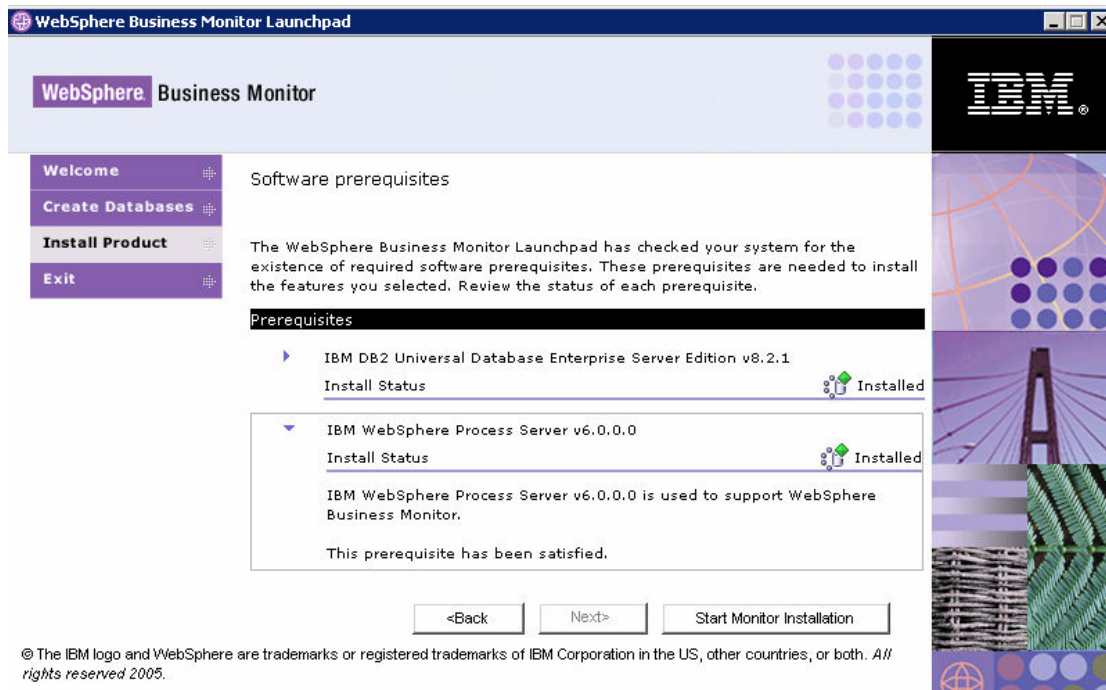 WebSphere Business Monitor Launchpad
WebSphere. Business Monitor
IBM®
Welcome
Create Databases
Install Product
Exit
Software prerequisites
The WebSphere Business Monitor Launchpad has checked your system for the
existence of required software prerequisites. These prerequisites are needed to install
the features you selected. Review the status of each prerequisite.
Prerequisites
IBM DB2 Universal Database Enterprise Server Edition v8.2.1
Install Status Installed
IBM WebSphere Process Server v6.0.0.0
Install Status Installed
IBM WebSphere Process Server v6.0.0.0 is used to support WebSphere
Business Monitor.
This prerequisite has been satisfied.
<Back Next> Start Monitor Installation
© The IBM logo and WebSphere are trademarks or registered trademarks of IBM Corporation in the US, other countries, or both. All
rights reserved 2005.